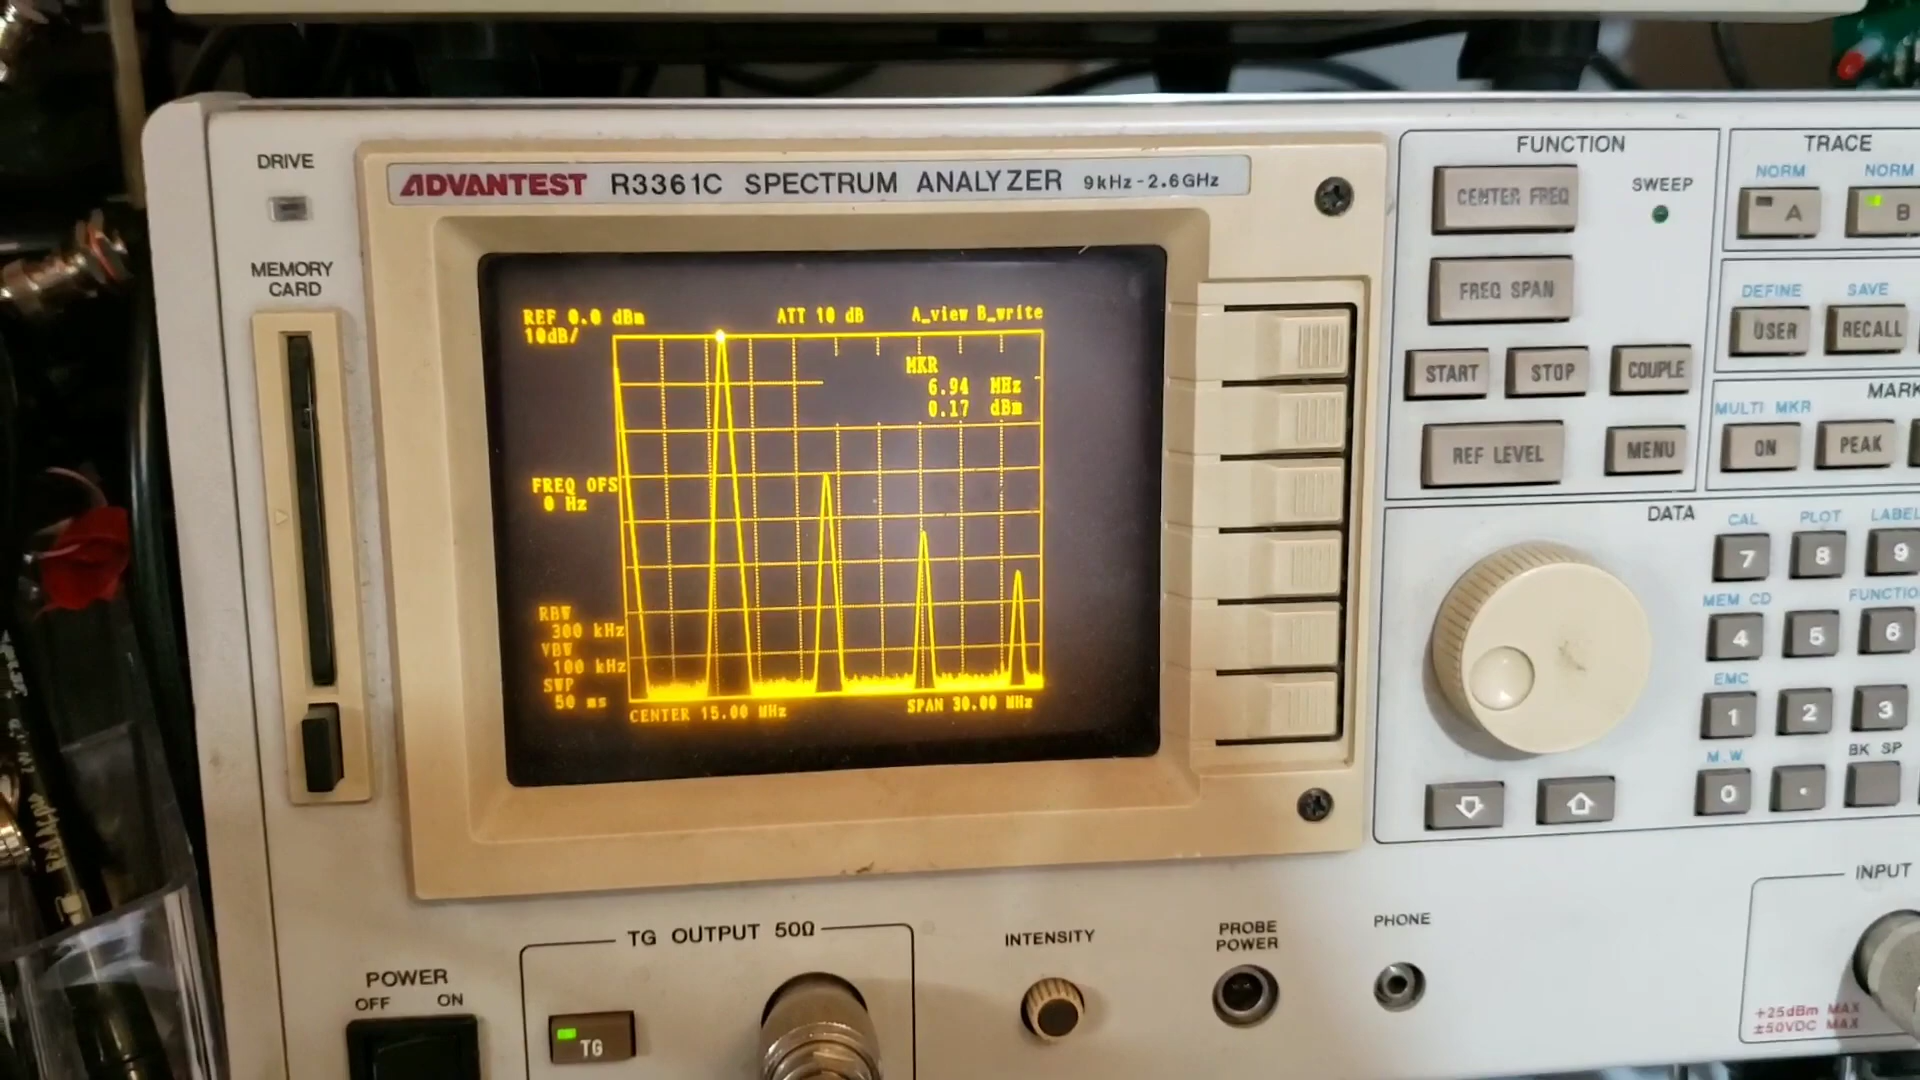 DRIVE
MEMORY
CARD
ADVANTEST R3361C SPECTRUM ANALYZER 9kHz-2.6GHz
REF 0.0 dBm ATT 10 dB A_view B_write
10dB/
MKR
6.94 MHz
0.17 dBm
FREQ OFS
0 Hz
RBW
300 kHz
VBW
100 kHz
SWP
50 ms
CENTER 15.00 MHz SPAN 30.00 MHz
FUNCTION
CENTER FREQ
SWEEP
FREQ SPAN
START STOP COUPLE
REF LEVEL MENU
TRACE
NORM NORM
A B
DEFINE SAVE
USER RECALL
MARK
MULTI MKR
ON PEAK
DATA
CAL PLOT LABEL
7 8 9
MEM CD FUNCTIO
4 5 6
EMC
1 2 3
M.W. BK SP
0 .
POWER
OFF ON
TG OUTPUT 50Ω
TG
INTENSITY
PROBE
POWER
PHONE
INPUT
+25dBm MAX
±50VDC MAX